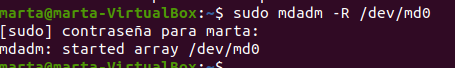 marta@marta-VirtualBox:~$ sudo mdadm -R /dev/md0
[sudo] contraseña para marta:
mdadm: started array /dev/md0
marta@marta-VirtualBox:~$